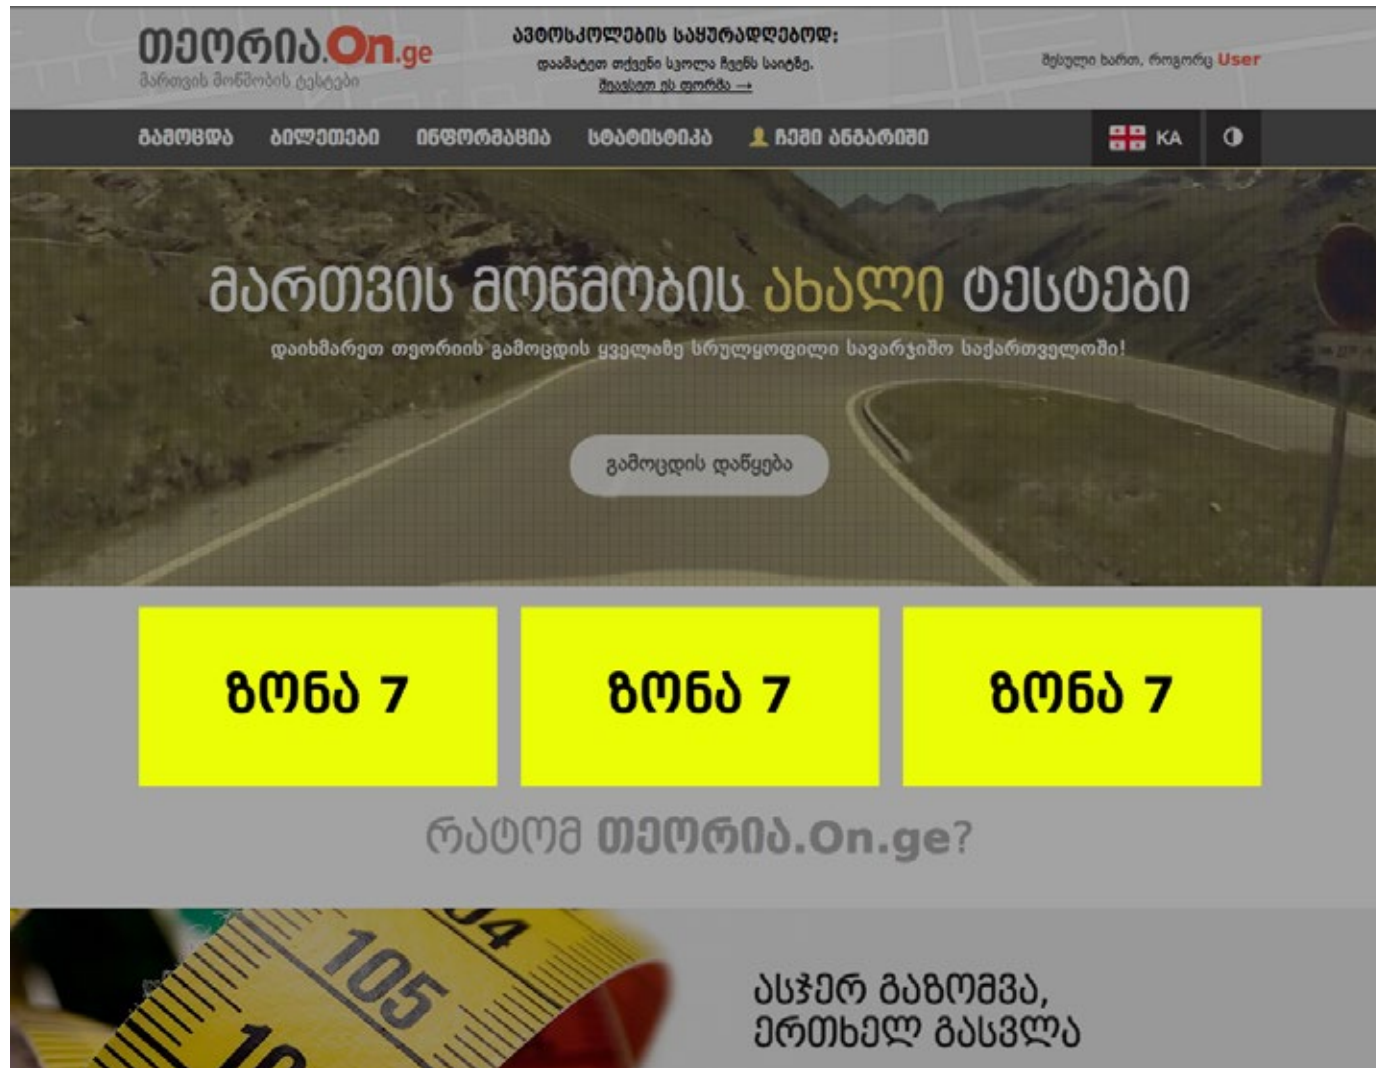 თეორია.On.ge
მართვის მოწმობის ტესტები
ავტოსკოლების საყურადღებოდ:
დაამატეთ თქვენი სკოლა ჩვენს საიტზე.
შეავსეთ ეს ფორმა →
შესული ხართ, როგორც User
გამოცდა ბილეთები ინფორმაცია სტატისტიკა ჩემი ანგარიში KA
მართვის მოწმობის ახალი ტესტები
დაიხმარეთ თეორიის გამოცდის ყველაზე სრულყოფილი სავარჯიშო საქართველოში!
გამოცდის დაწყება
ზონა 7 ზონა 7 ზონა 7
რატომ თეორია.On.ge?
104
105
ასჯერ გაზომვა,
ერთხელ გასვლა